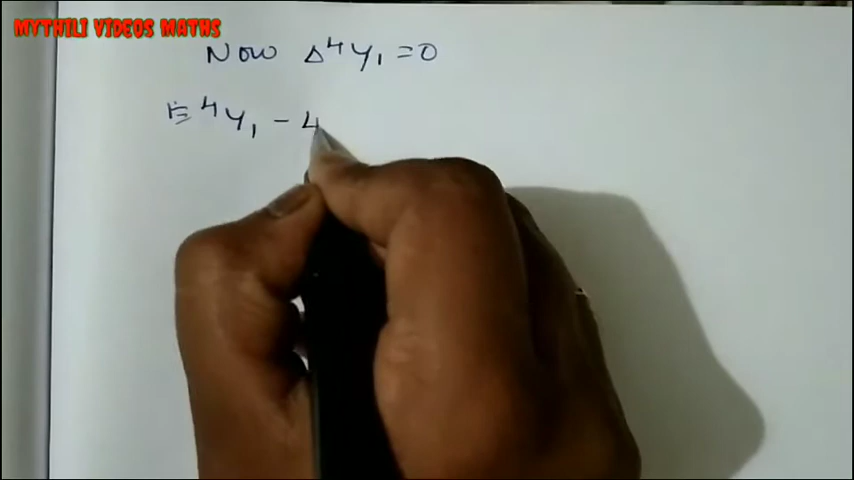 MYTHILI VIDEOS MATHS
Now Δ⁴y₁ = 0
E⁴y₁ - 4